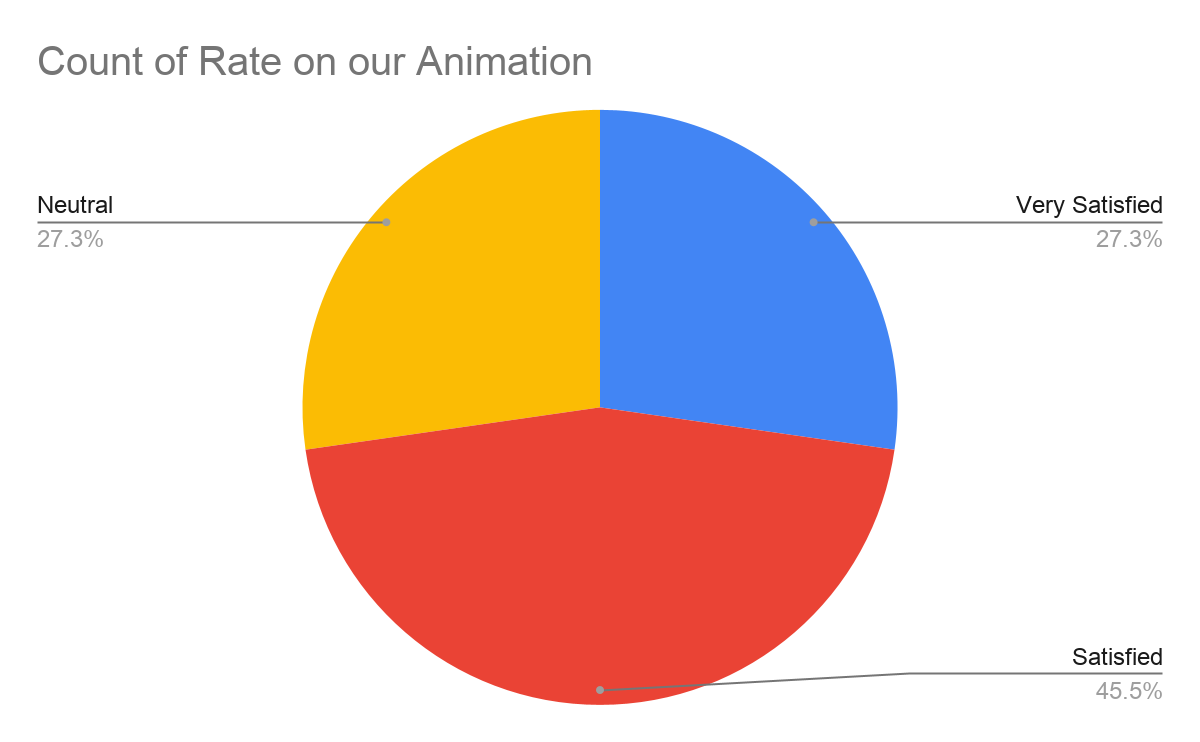 Count of Rate on our Animation
Neutral
27.3%
Very Satisfied
27.3%
Satisfied
45.5%